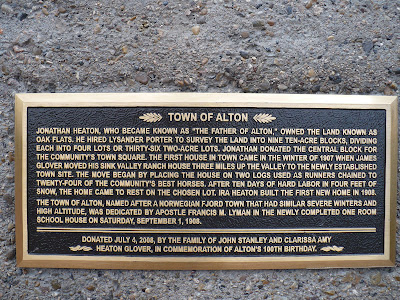 TOWN OF ALTON
JONATHAN HEATON, WHO BECAME KNOWN AS "THE FATHER OF ALTON," OWNED THE LAND KNOWN AS
OAK FLATS. HE HIRED LYSANDER PORTER TO SURVEY THE LAND INTO NINE TEN-ACRE BLOCKS, DIVIDING
EACH INTO FOUR LOTS OR THIRTY-SIX TWO-ACRE LOTS. JONATHAN DONATED THE CENTRAL BLOCK FOR
THE COMMUNITY'S TOWN SQUARE. THE FIRST HOUSE IN TOWN CAME IN THE WINTER OF 1907 WHEN JAMES
GLOVER MOVED HIS SINK VALLEY RANCH HOUSE THREE MILES UP THE VALLEY TO THE NEWLY ESTABLISHED
TOWN SITE. THE MOVE BEGAN BY PLACING THE HOUSE ON TWO LOGS USED AS RUNNERS CHAINED TO
TWENTY-FOUR OF THE COMMUNITY'S BEST HORSES. AFTER TEN DAYS OF HARD LABOR IN FOUR FEET OF
SNOW, THE HOME CAME TO REST ON THE CHOSEN LOT. IRA HEATON BUILT THE FIRST NEW HOME IN 1908.
THE TOWN OF ALTON, NAMED AFTER A NORWEGIAN FJORD TOWN THAT HAD SIMILAR SEVERE WINTERS AND
HIGH ALTITUDE, WAS DEDICATED BY APOSTLE FRANCIS M. LYMAN IN THE NEWLY COMPLETED ONE ROOM
SCHOOL HOUSE ON SATURDAY, SEPTEMBER 1, 1908.
DONATED JULY 4, 2008, BY THE FAMILY OF JOHN STANLEY AND CLARISSA AMY
HEATON GLOVER, IN COMMEMORATION OF ALTON'S 100TH BIRTHDAY.